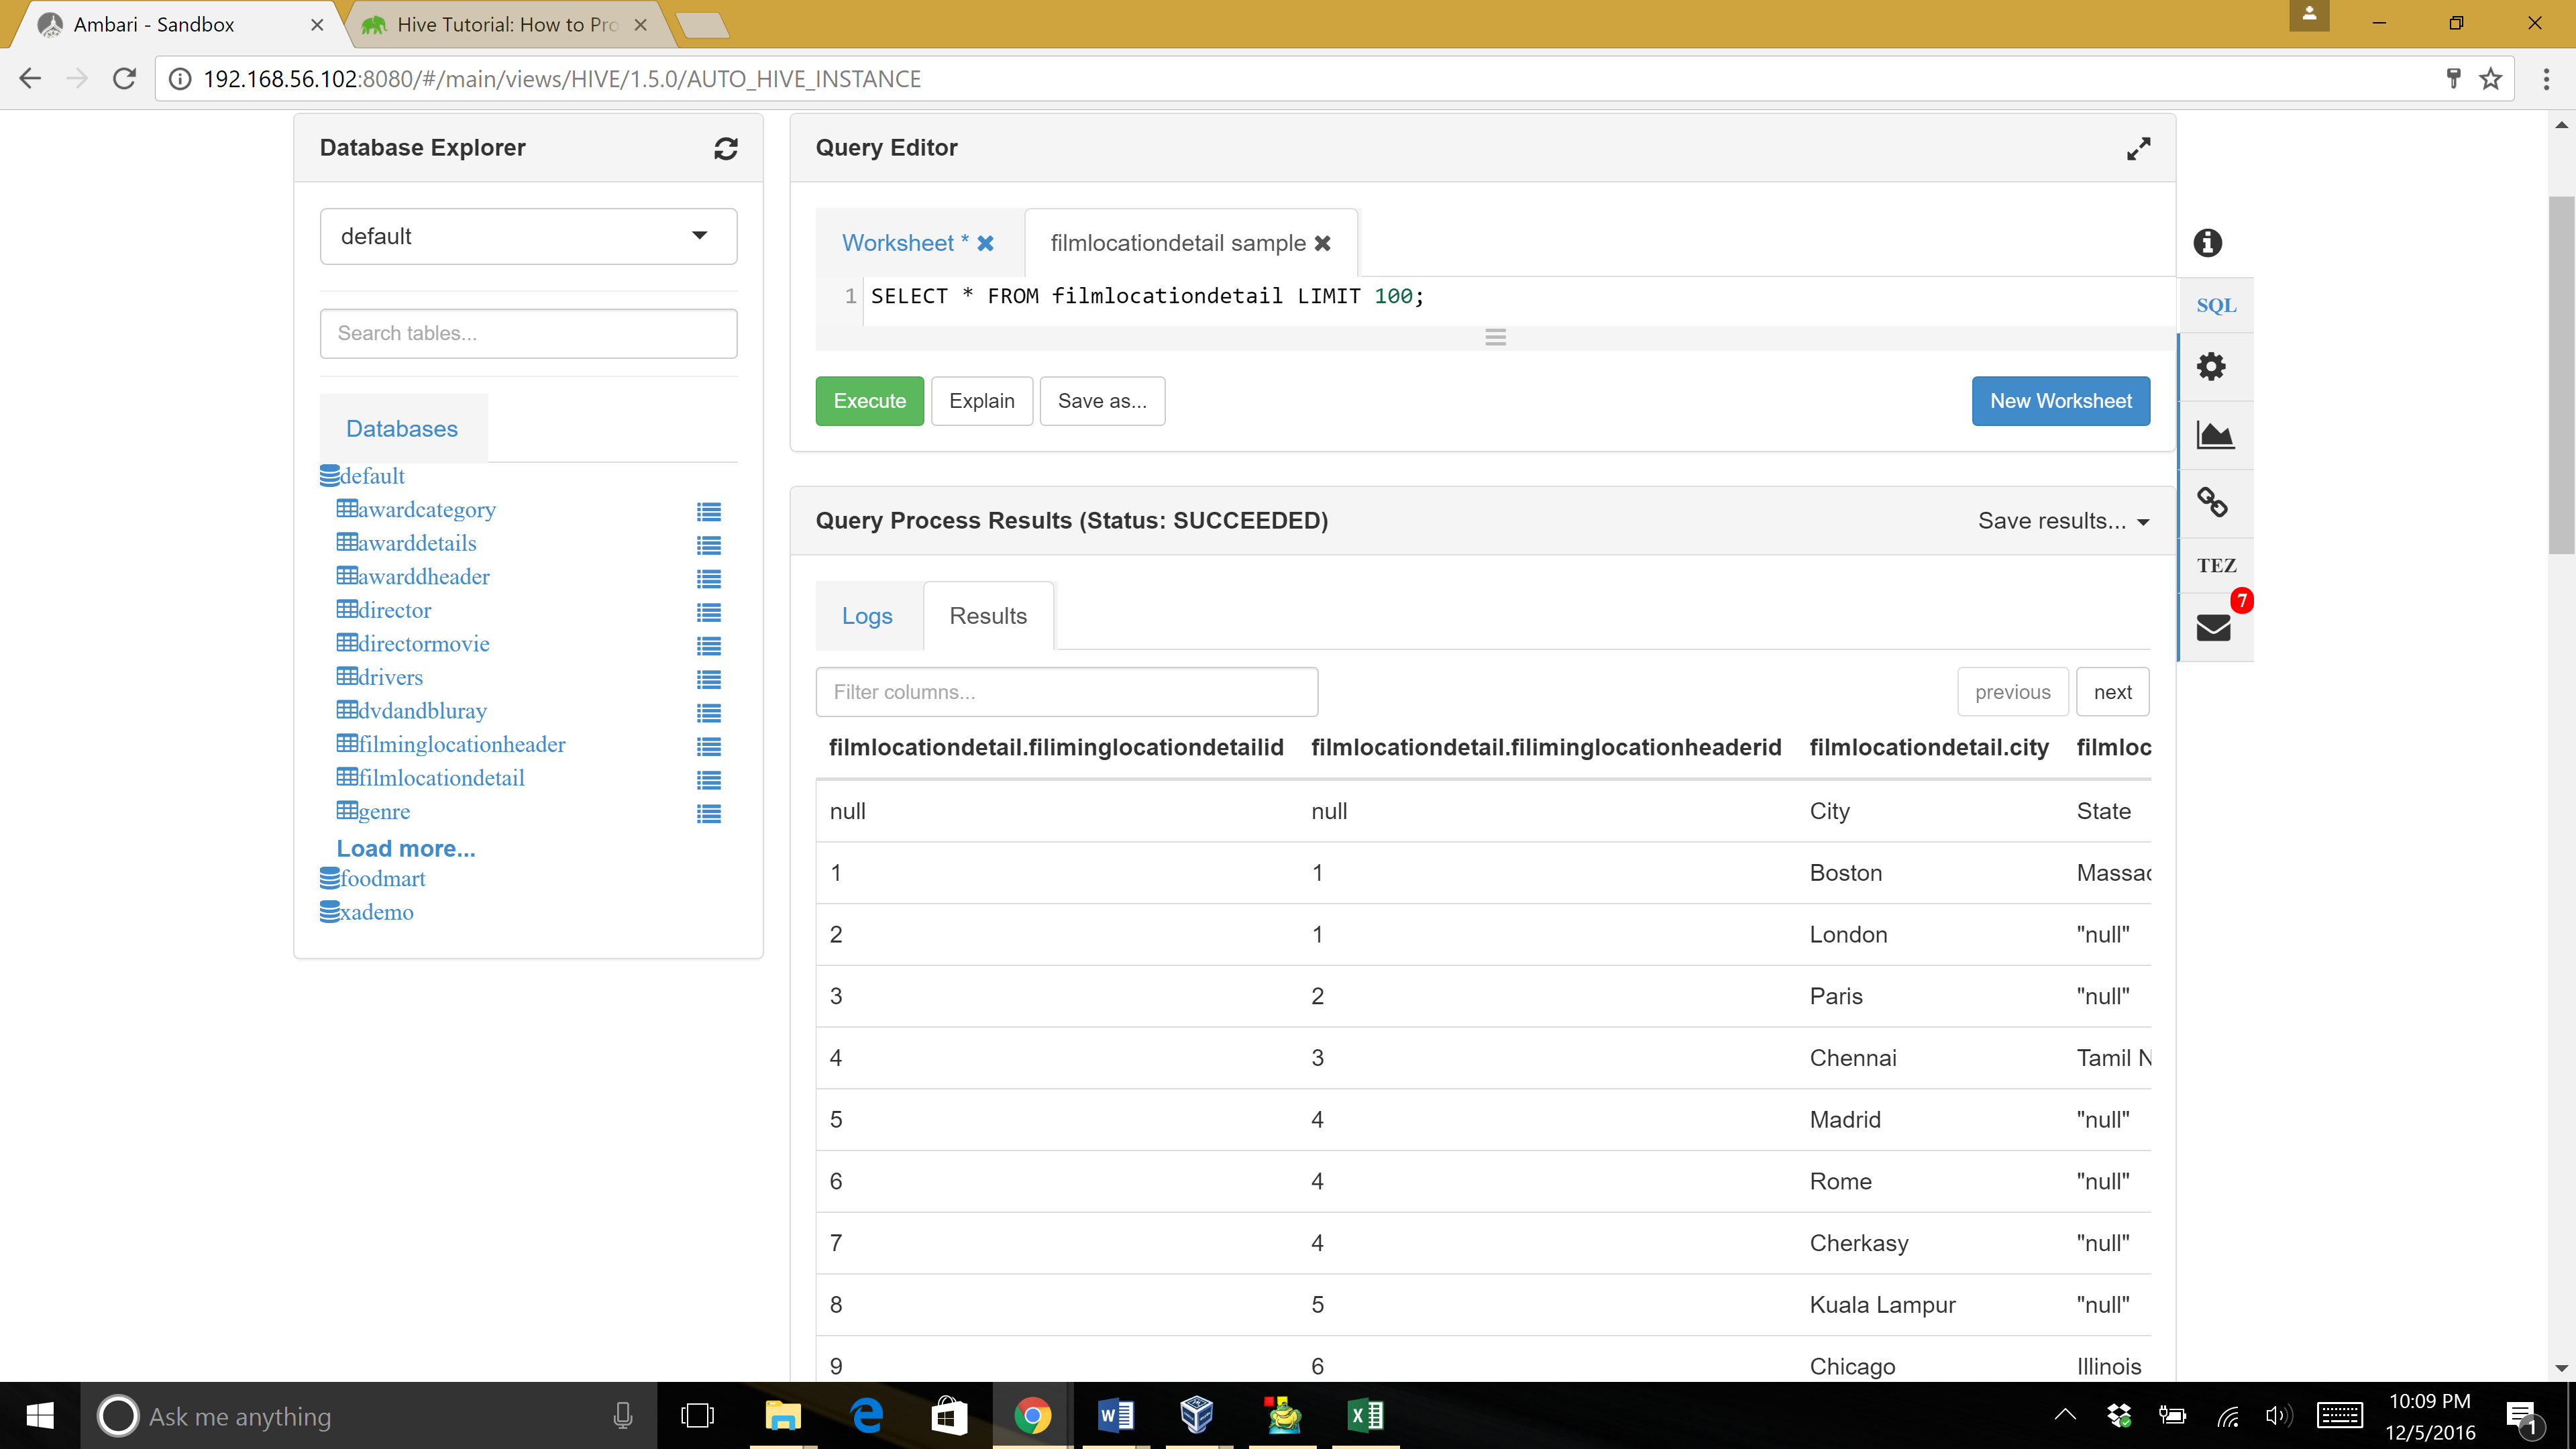 Ambari - Sandbox
Hive Tutorial: How to Pro
192.168.56.102:8080/#/main/views/HIVE/1.5.0/AUTO_HIVE_INSTANCE
Database Explorer
default
Search tables...
Databases
default
awardcategory
awarddetails
awarddheader
director
directormovie
drivers
dvdandbluray
filminglocationheader
filmlocationdetail
genre
Load more...
foodmart
xademo
Query Editor
Worksheet *
filmlocationdetail sample
1 SELECT * FROM filmlocationdetail LIMIT 100;
Execute Explain Save as... New Worksheet
SQL
TEZ
7
Query Process Results (Status: SUCCEEDED) Save results...
Logs Results
Filter columns... previous next
filmlocationdetail.filiminglocationdetailid filmlocationdetail.filiminglocationheaderid filmlocationdetail.city filmloc
null null City State
1 1 Boston Massac
2 1 London "null"
3 2 Paris "null"
4 3 Chennai Tamil N
5 4 Madrid "null"
6 4 Rome "null"
7 4 Cherkasy "null"
8 5 Kuala Lampur "null"
9 6 Chicago Illinois
Ask me anything
10:09 PM
12/5/2016
1